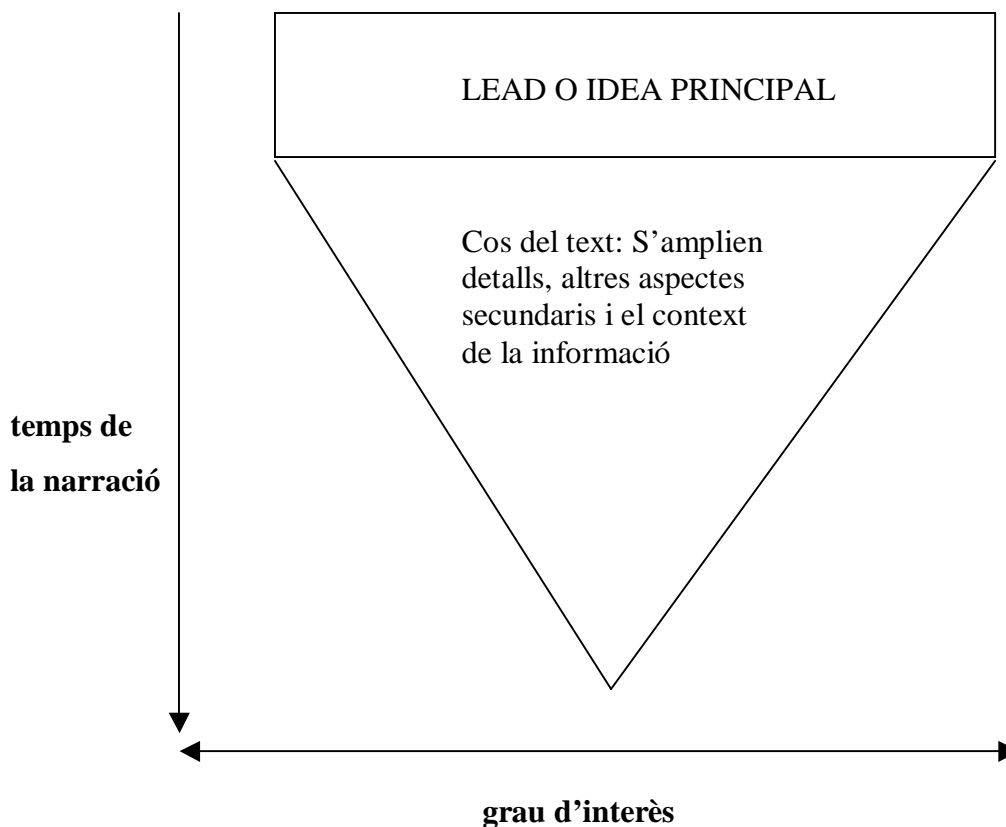 LEAD O IDEA PRINCIPAL
Cos del text: S’amplien
detalls, altres aspectes
secundaris i el context
de la informació
temps de
la narració
grau d’interès